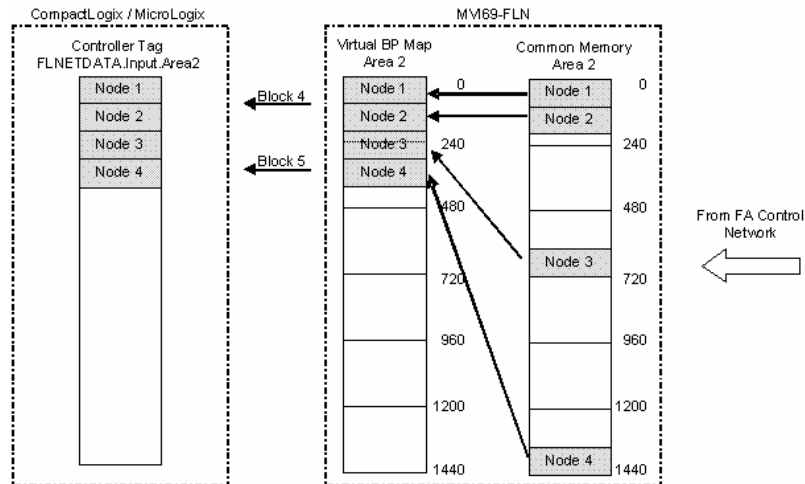 CompactLogix / MicroLogix
MVI69-FLN
Controller Tag
FLNETDATA.Input.Area2
Node 1
Node 2
Node 3
Node 4
Block 4
Block 5
Virtual BP Map
Area 2
Node 1
Node 2
Node 3
Node 4
0
240
480
720
960
1200
1440
Common Memory
Area 2
Node 1
Node 2
Node 3
Node 4
0
240
480
720
960
1200
1440
From FA Control
Network